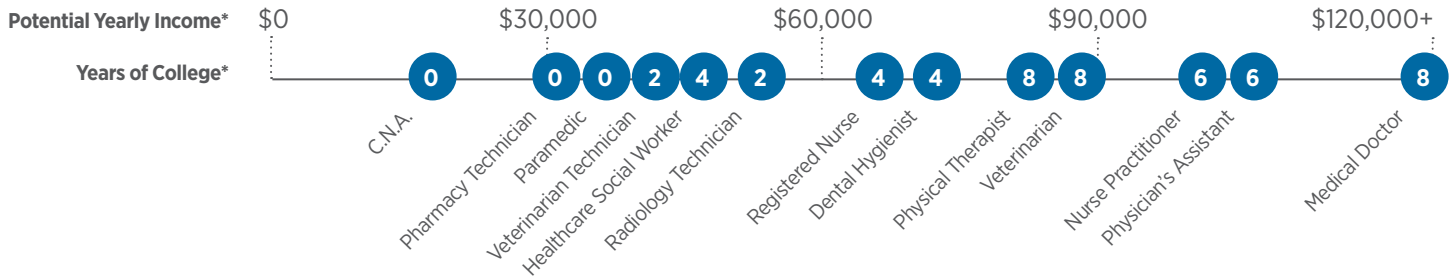 Potential Yearly Income* $0 $30,000 $60,000 $90,000 $120,000+
Years of College* 0 0 0 2 4 2 4 4 8 8 6 6 8
C.N.A.
Pharmacy Technician
Paramedic
Veterinarian Technician
Healthcare Social Worker
Radiology Technician
Registered Nurse
Dental Hygienist
Physical Therapist
Veterinarian
Nurse Practitioner
Physician's Assistant
Medical Doctor